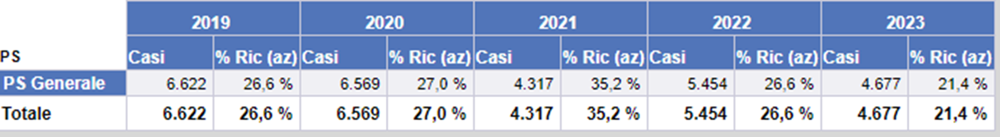 2019 2020 2021 2022 2023
PS Casi % Ric (az) Casi % Ric (az) Casi % Ric (az) Casi % Ric (az) Casi % Ric (az)
PS Generale 6.622 26,6 % 6.569 27,0 % 4.317 35,2 % 5.454 26,6 % 4.677 21,4 %
Totale 6.622 26,6 % 6.569 27,0 % 4.317 35,2 % 5.454 26,6 % 4.677 21,4 %